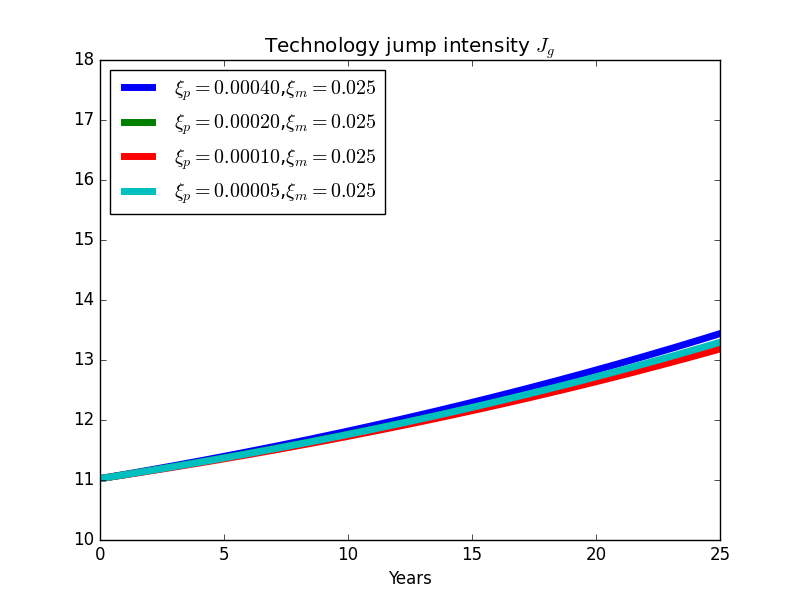 Technology jump intensity J_g
ξ_p = 0.00040,ξ_m = 0.025
ξ_p = 0.00020,ξ_m = 0.025
ξ_p = 0.00010,ξ_m = 0.025
ξ_p = 0.00005,ξ_m = 0.025
18
17
16
15
14
13
12
11
10
0 5 10 15 20 25
Years